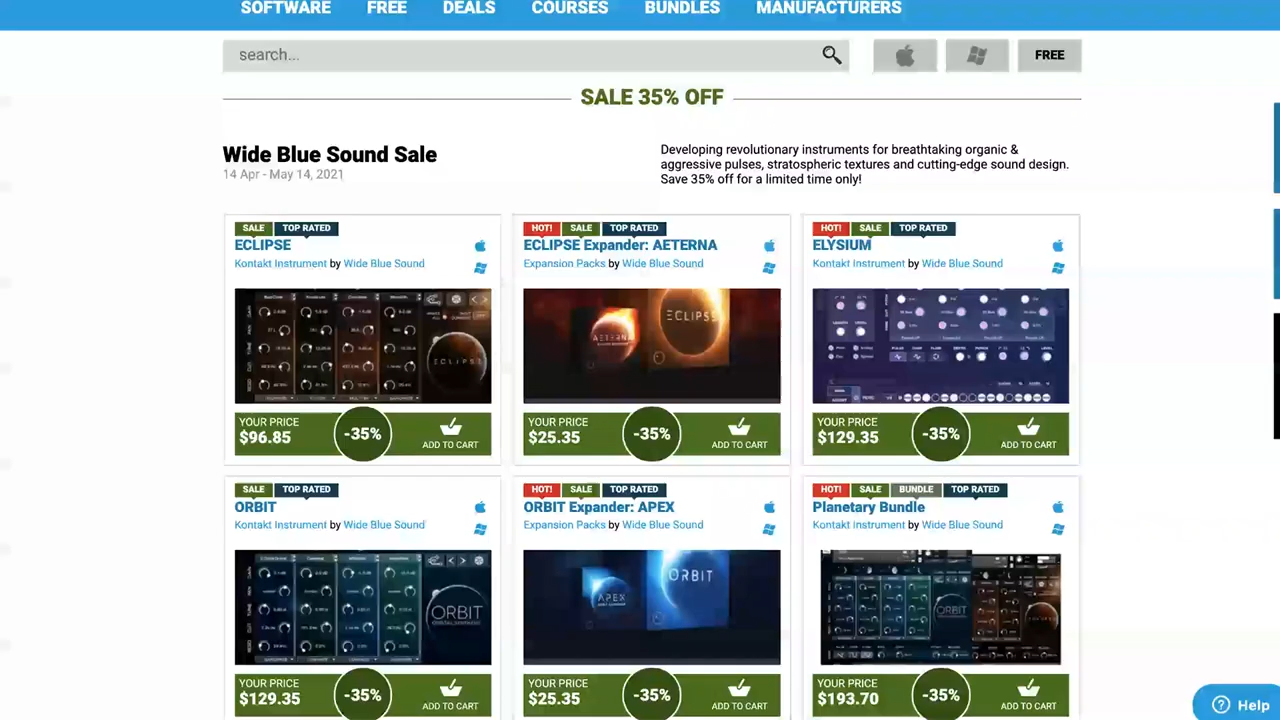 SOFTWARE FREE DEALS COURSES BUNDLES MANUFACTURERS
search...
FREE
SALE 35% OFF
Wide Blue Sound Sale
14 Apr - May 14, 2021
Developing revolutionary instruments for breathtaking organic &
aggressive pulses, stratospheric textures and cutting-edge sound design.
Save 35% off for a limited time only!
SALE TOP RATED
ECLIPSE
Kontakt Instrument by Wide Blue Sound
ECLIPSE
YOUR PRICE
$96.85
-35%
ADD TO CART
HOT! SALE TOP RATED
ECLIPSE Expander: AETERNA
Expansion Packs by Wide Blue Sound
AETERNA
ECLIPSE
YOUR PRICE
$25.35
-35%
ADD TO CART
HOT! SALE TOP RATED
ELYSIUM
Kontakt Instrument by Wide Blue Sound
YOUR PRICE
$129.35
-35%
ADD TO CART
SALE TOP RATED
ORBIT
Kontakt Instrument by Wide Blue Sound
ORBIT
YOUR PRICE
$129.35
-35%
ADD TO CART
HOT! SALE TOP RATED
ORBIT Expander: APEX
Expansion Packs by Wide Blue Sound
APEX
ORBIT
YOUR PRICE
$25.35
-35%
ADD TO CART
HOT! SALE BUNDLE TOP RATED
Planetary Bundle
Kontakt Instrument by Wide Blue Sound
ORBIT
YOUR PRICE
$193.70
-35%
ADD TO CART
Help